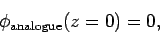 ϕ_analogue(z = 0) = 0,